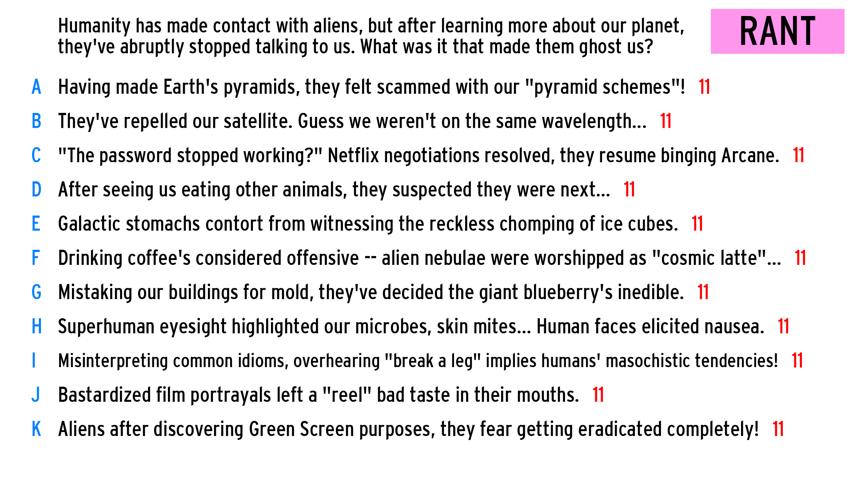 Humanity has made contact with aliens, but after learning more about our planet,
they've abruptly stopped talking to us. What was it that made them ghost us?
RANT
A Having made Earth's pyramids, they felt scammed with our "pyramid schemes"! 11
B They've repelled our satellite. Guess we weren't on the same wavelength... 11
C "The password stopped working?" Netflix negotiations resolved, they resume binging Arcane. 11
D After seeing us eating other animals, they suspected they were next... 11
E Galactic stomachs contort from witnessing the reckless chomping of ice cubes. 11
F Drinking coffee's considered offensive -- alien nebulae were worshipped as "cosmic latte"... 11
G Mistaking our buildings for mold, they've decided the giant blueberry's inedible. 11
H Superhuman eyesight highlighted our microbes, skin mites... Human faces elicited nausea. 11
I Misinterpreting common idioms, overhearing "break a leg" implies humans' masochistic tendencies! 11
J Bastardized film portrayals left a "reel" bad taste in their mouths. 11
K Aliens after discovering Green Screen purposes, they fear getting eradicated completely! 11